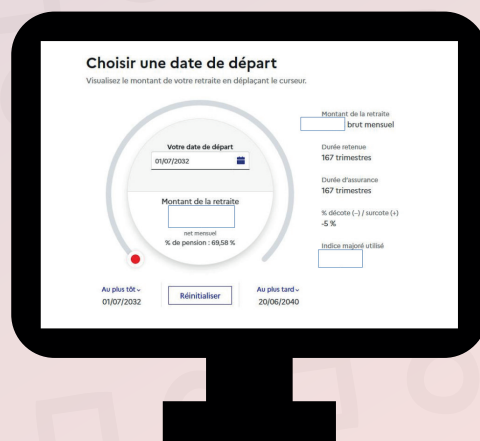 Choisir une date de départ
Visualisez le montant de votre retraite en déplaçant le curseur.
Votre date de départ
01/07/2032
Montant de la retraite
net mensuel
% de pension : 69,58 %
Au plus tôt
01/07/2032
Réinitialiser
Au plus tard
20/06/2040
Montant de la retraite
brut mensuel
Durée retenue
167 trimestres
Durée d'assurance
167 trimestres
% décote (-) / surcote (+)
-5 %
Indice majoré utilisé